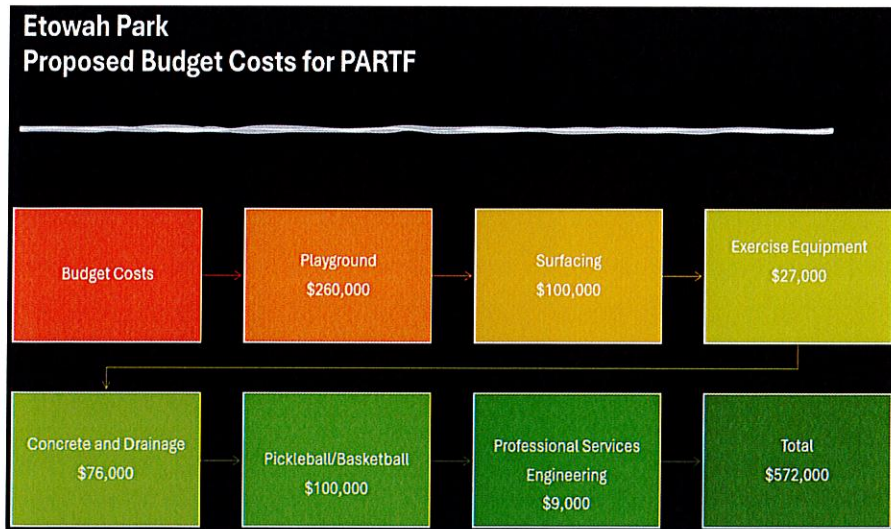 Etowah Park
Proposed Budget Costs for PARTF
Budget Costs
Playground
$260,000
Surfacing
$100,000
Exercise Equipment
$27,000
Concrete and Drainage
$76,000
Pickleball/Basketball
$100,000
Professional Services
Engineering
$9,000
Total
$572,000